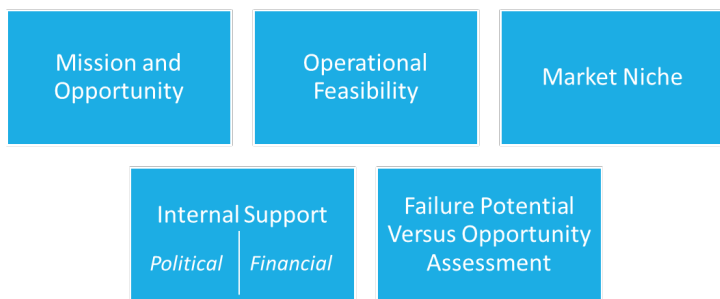 Mission and
Opportunity
Operational
Feasibility
Market Niche
Internal Support
Political Financial
Failure Potential
Versus Opportunity
Assessment